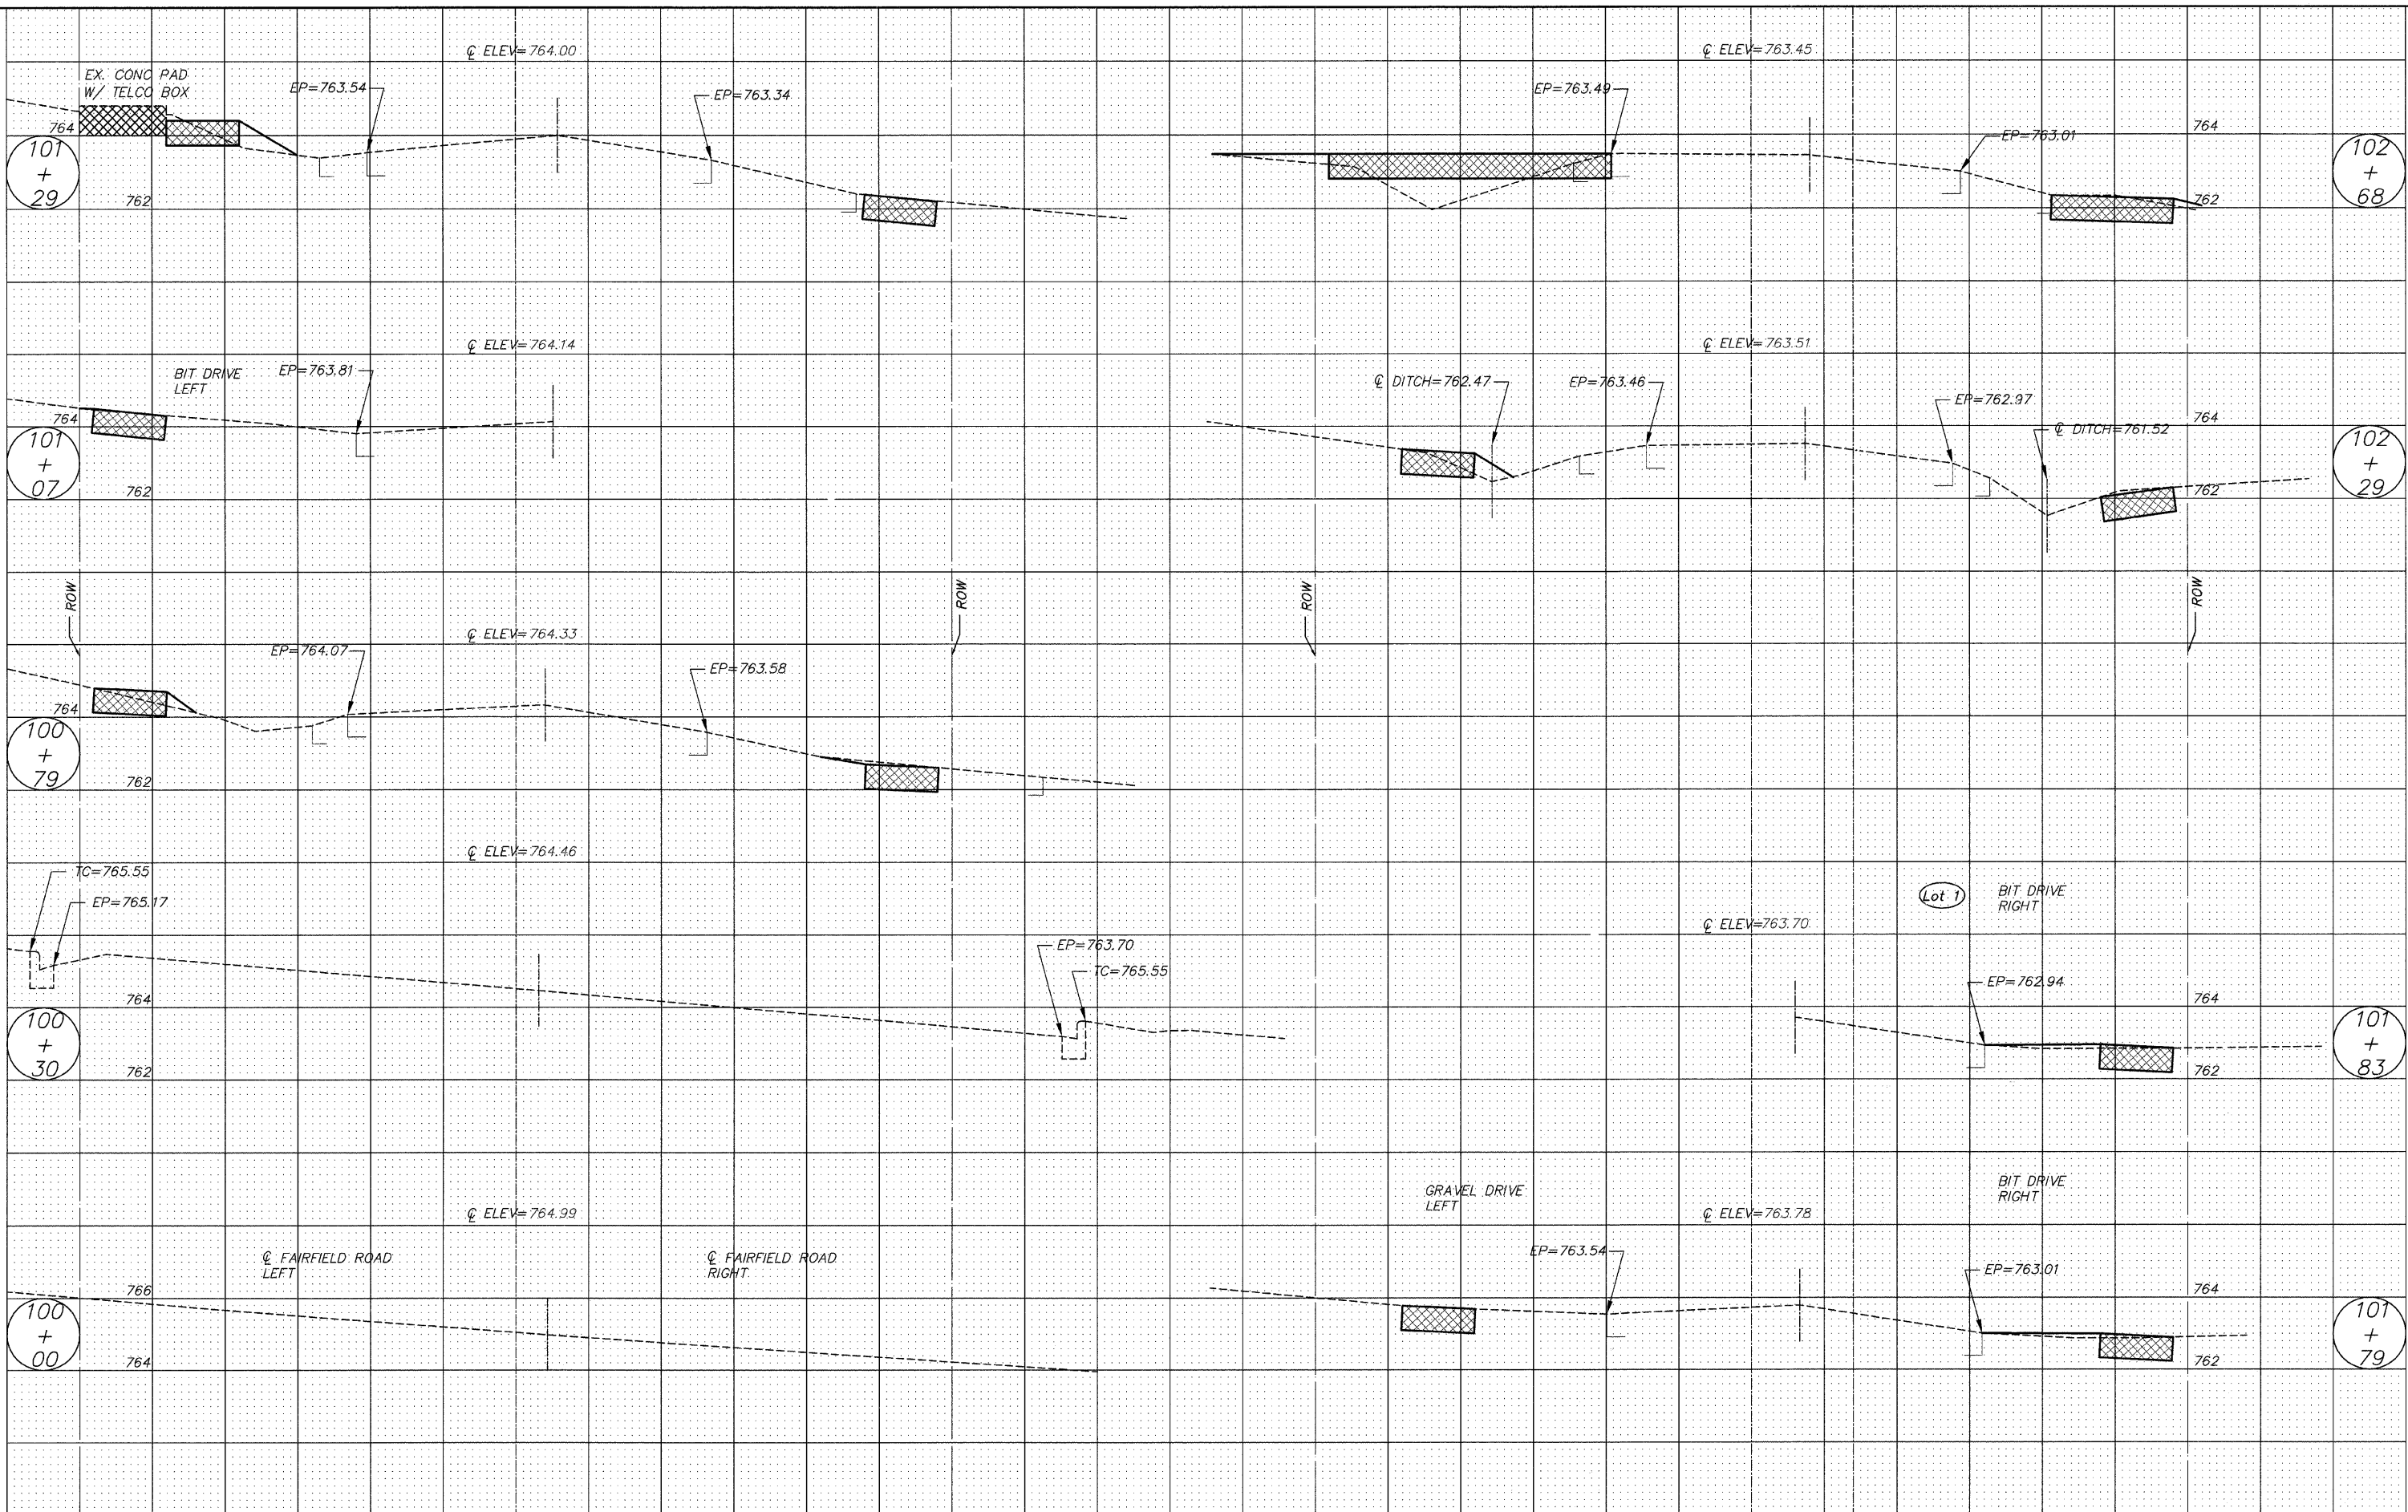 ℄ ELEV=764.00
EX. CONC PAD
W/ TELCO BOX
EP=763.54
EP=763.34
764
101
+
29
762
℄ ELEV=764.14
BIT DRIVE
LEFT
EP=763.81
764
101
+
07
762
ROW
ROW
℄ ELEV=764.33
EP=764.07
EP=763.58
764
100
+
79
762
℄ ELEV=764.46
TC=765.55
EP=765.17
EP=763.70
TC=765.55
764
100
+
30
762
℄ ELEV=764.99
℄ FAIRFIELD ROAD
LEFT
℄ FAIRFIELD ROAD
RIGHT
766
100
+
00
764
℄ ELEV=763.45
EP=763.49
EP=763.01
764
102
+
68
762
℄ ELEV=763.51
℄ DITCH=762.47
EP=763.46
EP=762.97
℄ DITCH=761.52
764
102
+
29
762
ROW
ROW
Lot 1
BIT DRIVE
RIGHT
℄ ELEV=763.70
EP=762.94
764
101
+
83
762
GRAVEL DRIVE
LEFT
BIT DRIVE
RIGHT
℄ ELEV=763.78
EP=763.54
EP=763.01
764
101
+
79
762